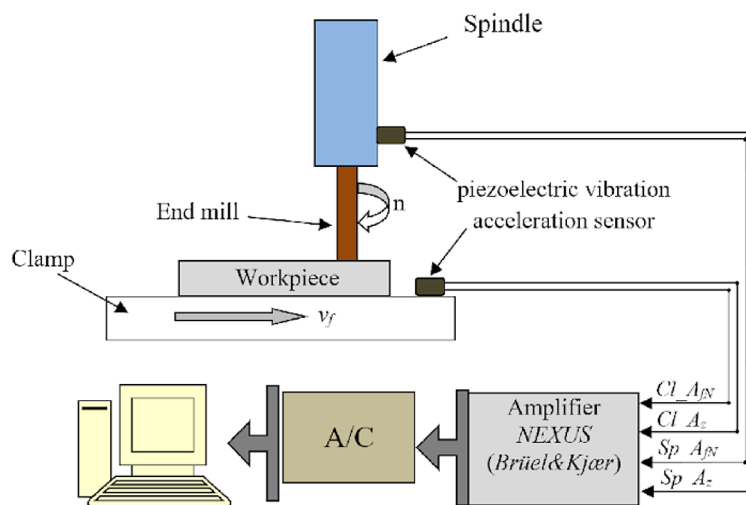 Spindle
piezoelectric vibration
acceleration sensor
End mill
n
Clamp
Workpiece
v_f
Cl_A_fN
Cl_A_z
Sp_A_fN
Sp_A_z
Amplifier
NEXUS
(Brüel&Kjær)
A/C